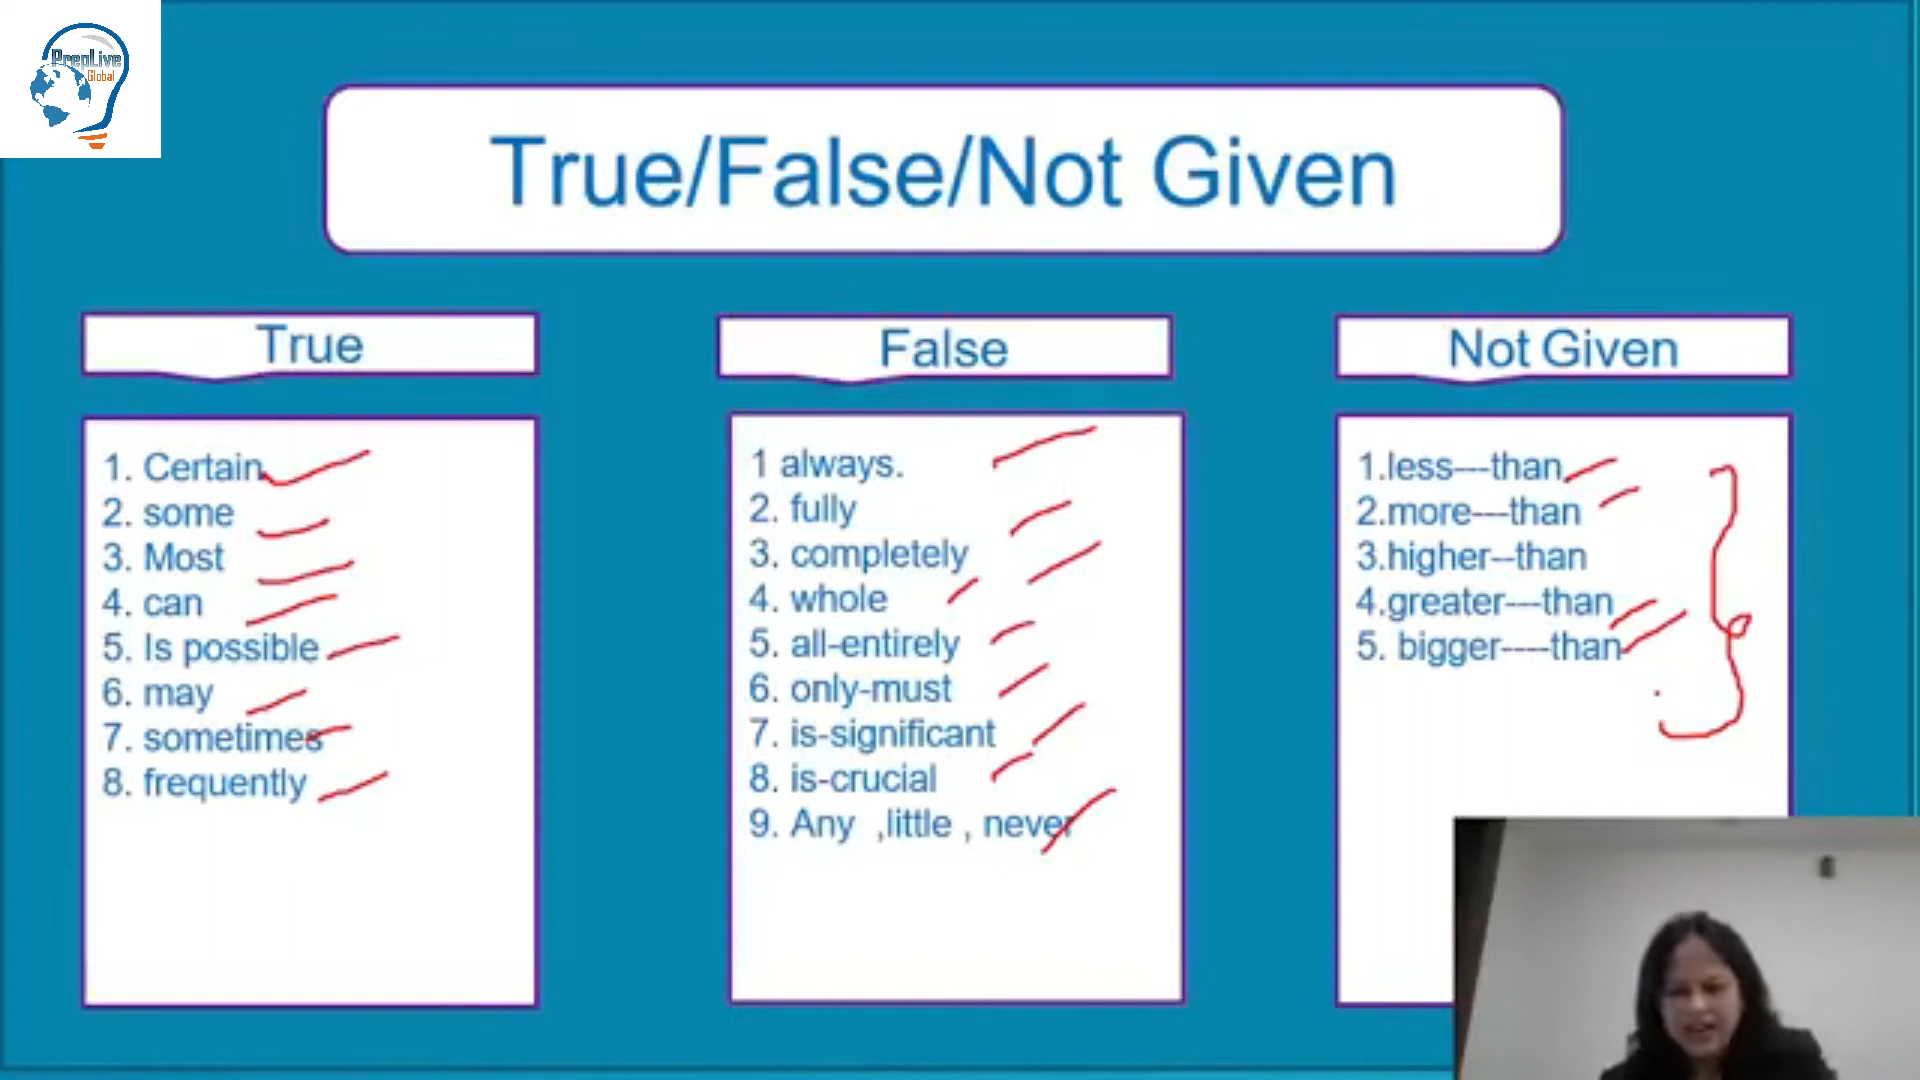 PrepLive
Global
True/False/Not Given
True
False
Not Given
1. Certain
2. some
3. Most
4. can
5. Is possible
6. may
7. sometimes
8. frequently
1 always.
2. fully
3. completely
4. whole
5. all-entirely
6. only-must
7. is-significant
8. is-crucial
9. Any ,little , never
1.less---than
2.more---than
3.higher--than
4.greater---than
5. bigger----than